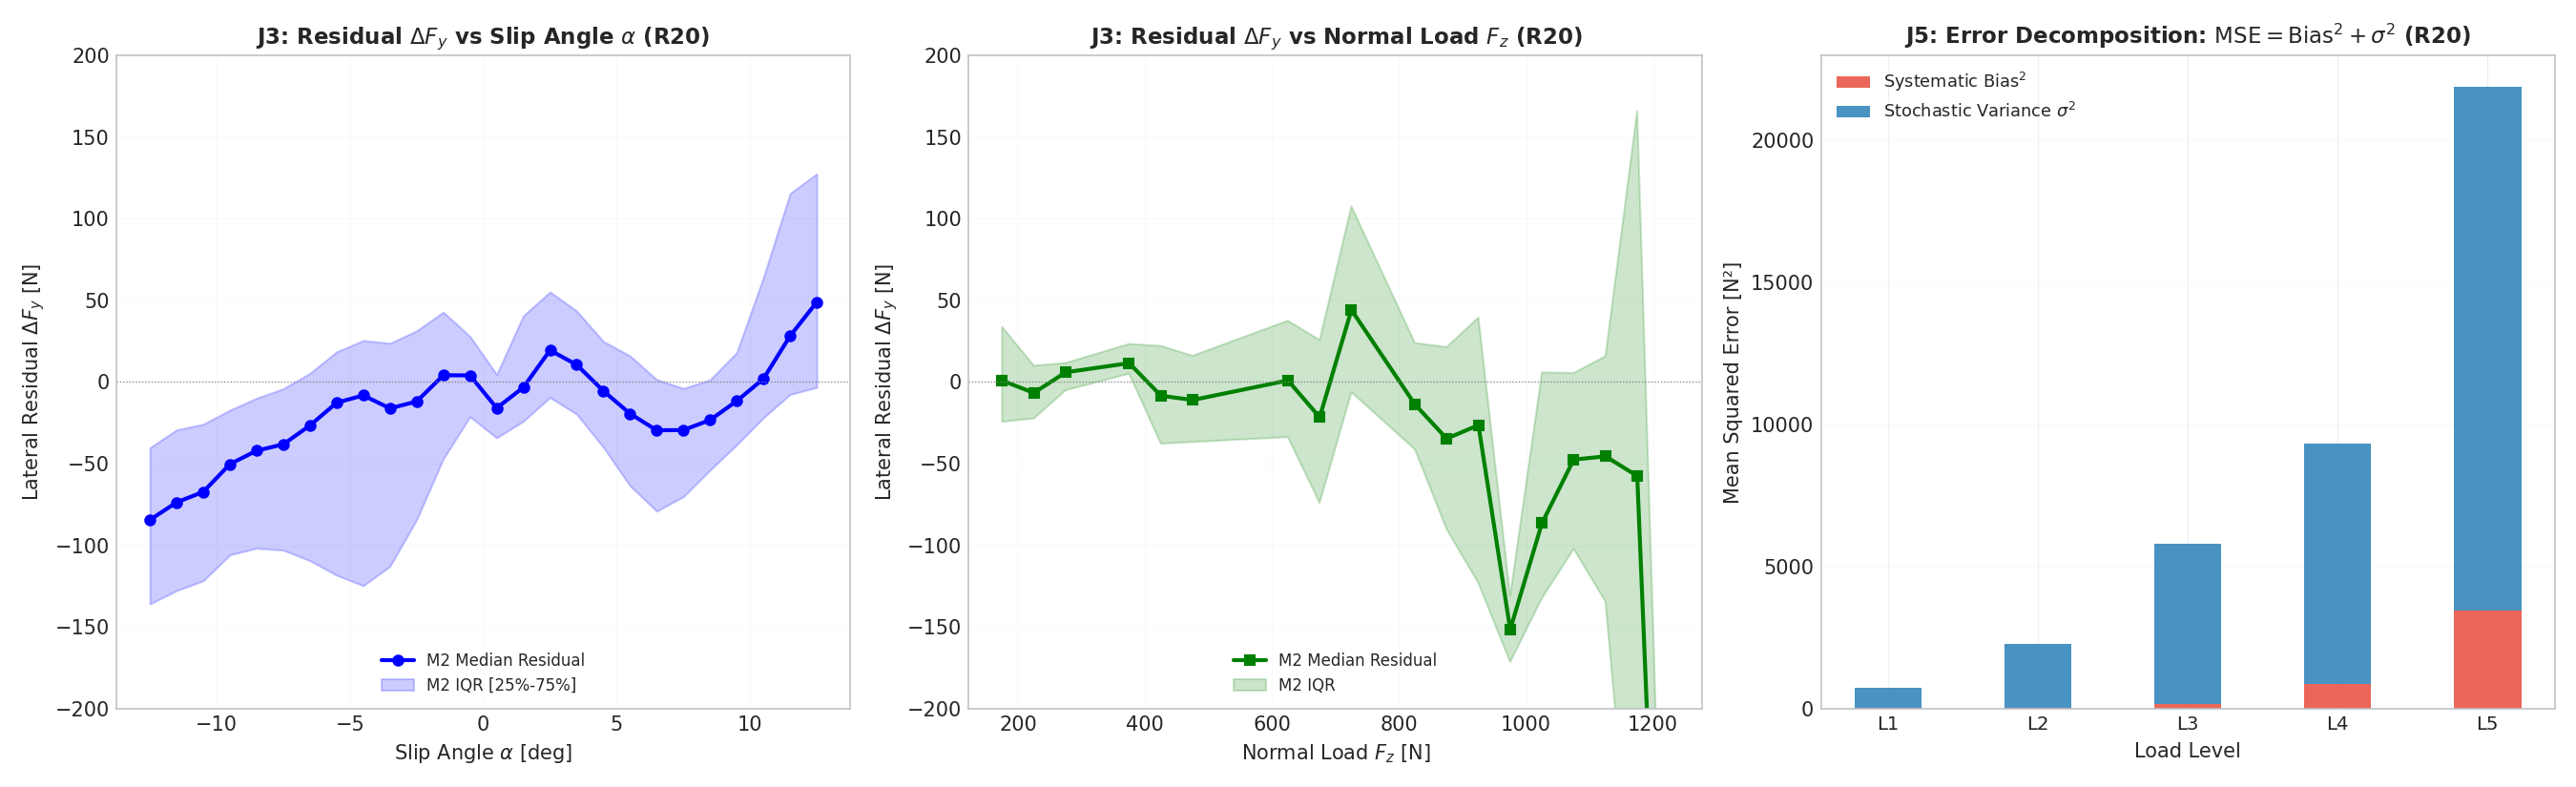 J3: Residual ΔF_y vs Slip Angle α (R20)
200
150
100
50
0
−50
−100
−150
−200
Lateral Residual ΔF_y [N]
M2 Median Residual
M2 IQR [25%-75%]
−10
−5
0
5
10
Slip Angle α [deg]
J3: Residual ΔF_y vs Normal Load F_z (R20)
200
150
100
50
0
−50
−100
−150
−200
Lateral Residual ΔF_y [N]
M2 Median Residual
M2 IQR
200
400
600
800
1000
1200
Normal Load F_z [N]
J5: Error Decomposition: MSE = Bias² + σ² (R20)
Systematic Bias²
Stochastic Variance σ²
20000
15000
10000
5000
0
Mean Squared Error [N²]
L1
L2
L3
L4
L5
Load Level